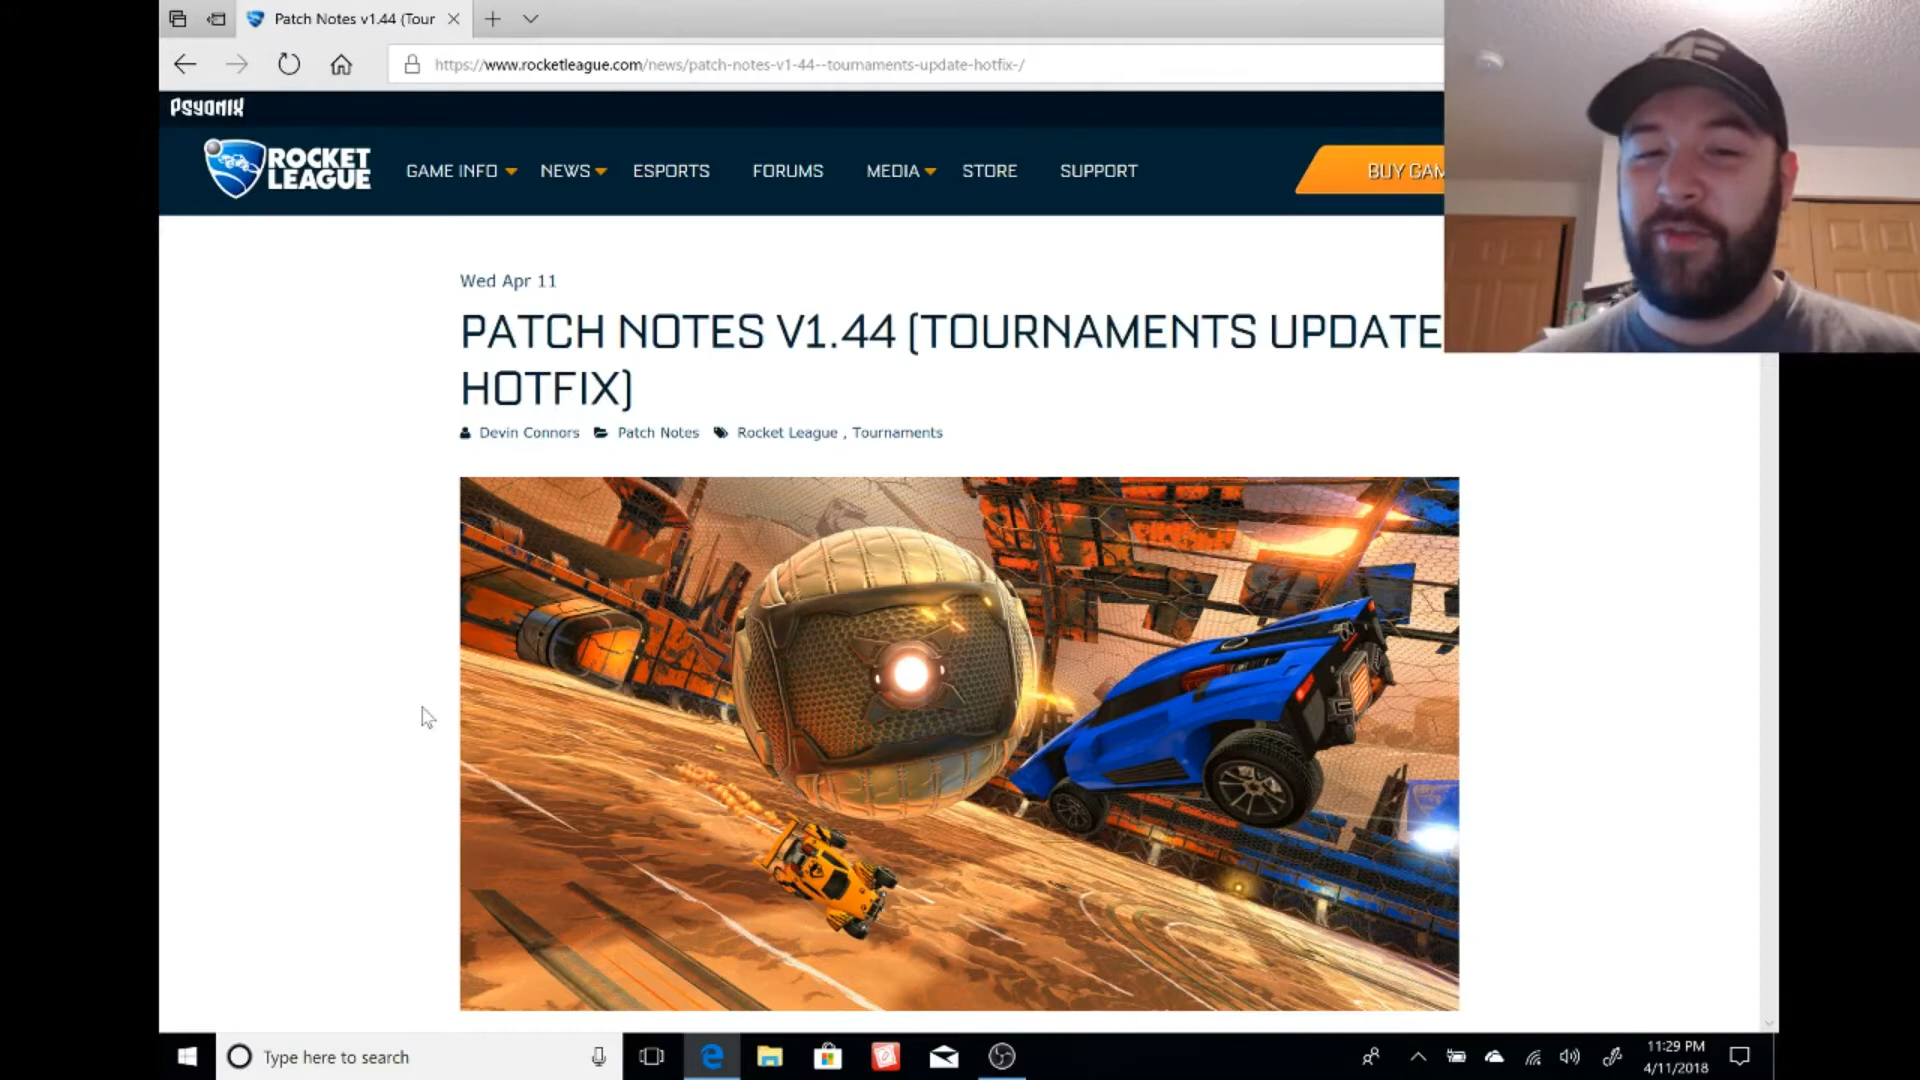 Patch Notes v1.44 (Tour
https://www.rocketleague.com/news/patch-notes-v1-44--tournaments-update-hotfix-/
PSYONIX
ROCKET
LEAGUE
GAME INFO NEWS ESPORTS FORUMS MEDIA STORE SUPPORT
BUY GAM
Wed Apr 11
PATCH NOTES V1.44 (TOURNAMENTS UPDATE
HOTFIX)
Devin Connors Patch Notes Rocket League , Tournaments
Type here to search
11:29 PM
4/11/2018